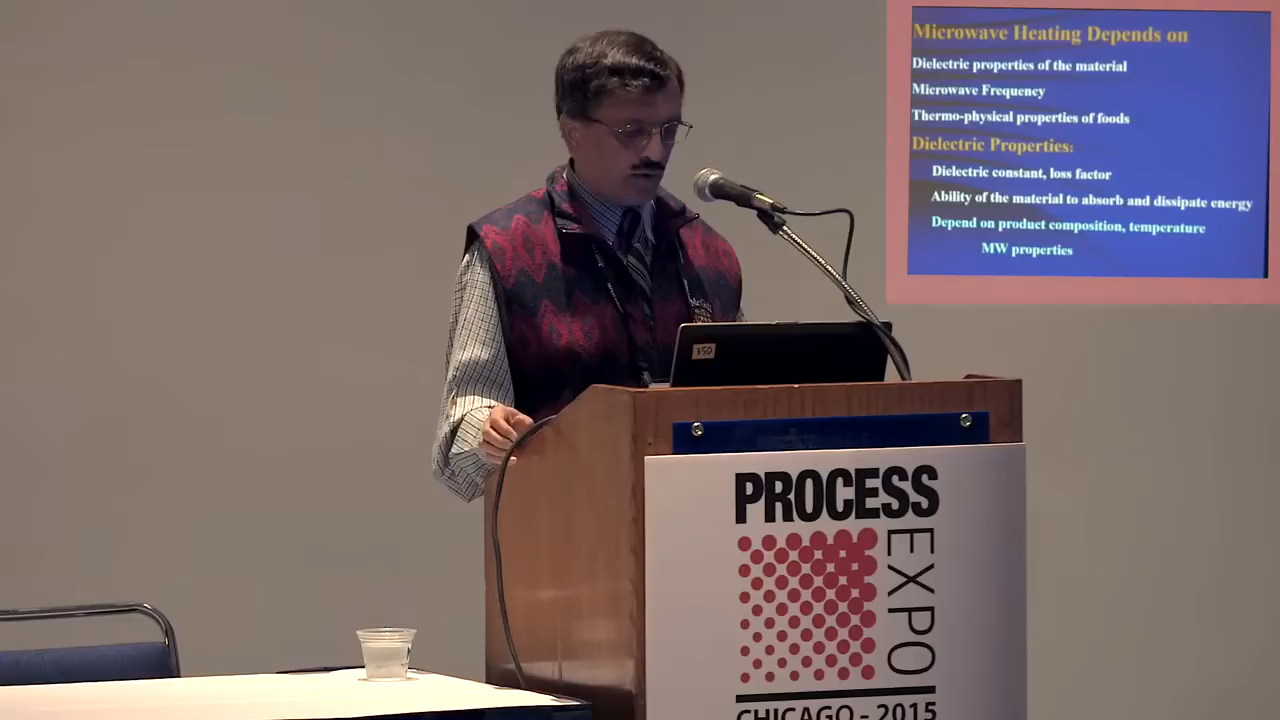 Microwave Heating Depends on
Dielectric properties of the material
Microwave Frequency
Thermo-physical properties of foods
Dielectric Properties:
Dielectric constant, loss factor
Ability of the material to absorb and dissipate energy
Depend on product composition, temperature
MW properties
McGill
350
PROCESS
EXPO
CHICAGO - 2015